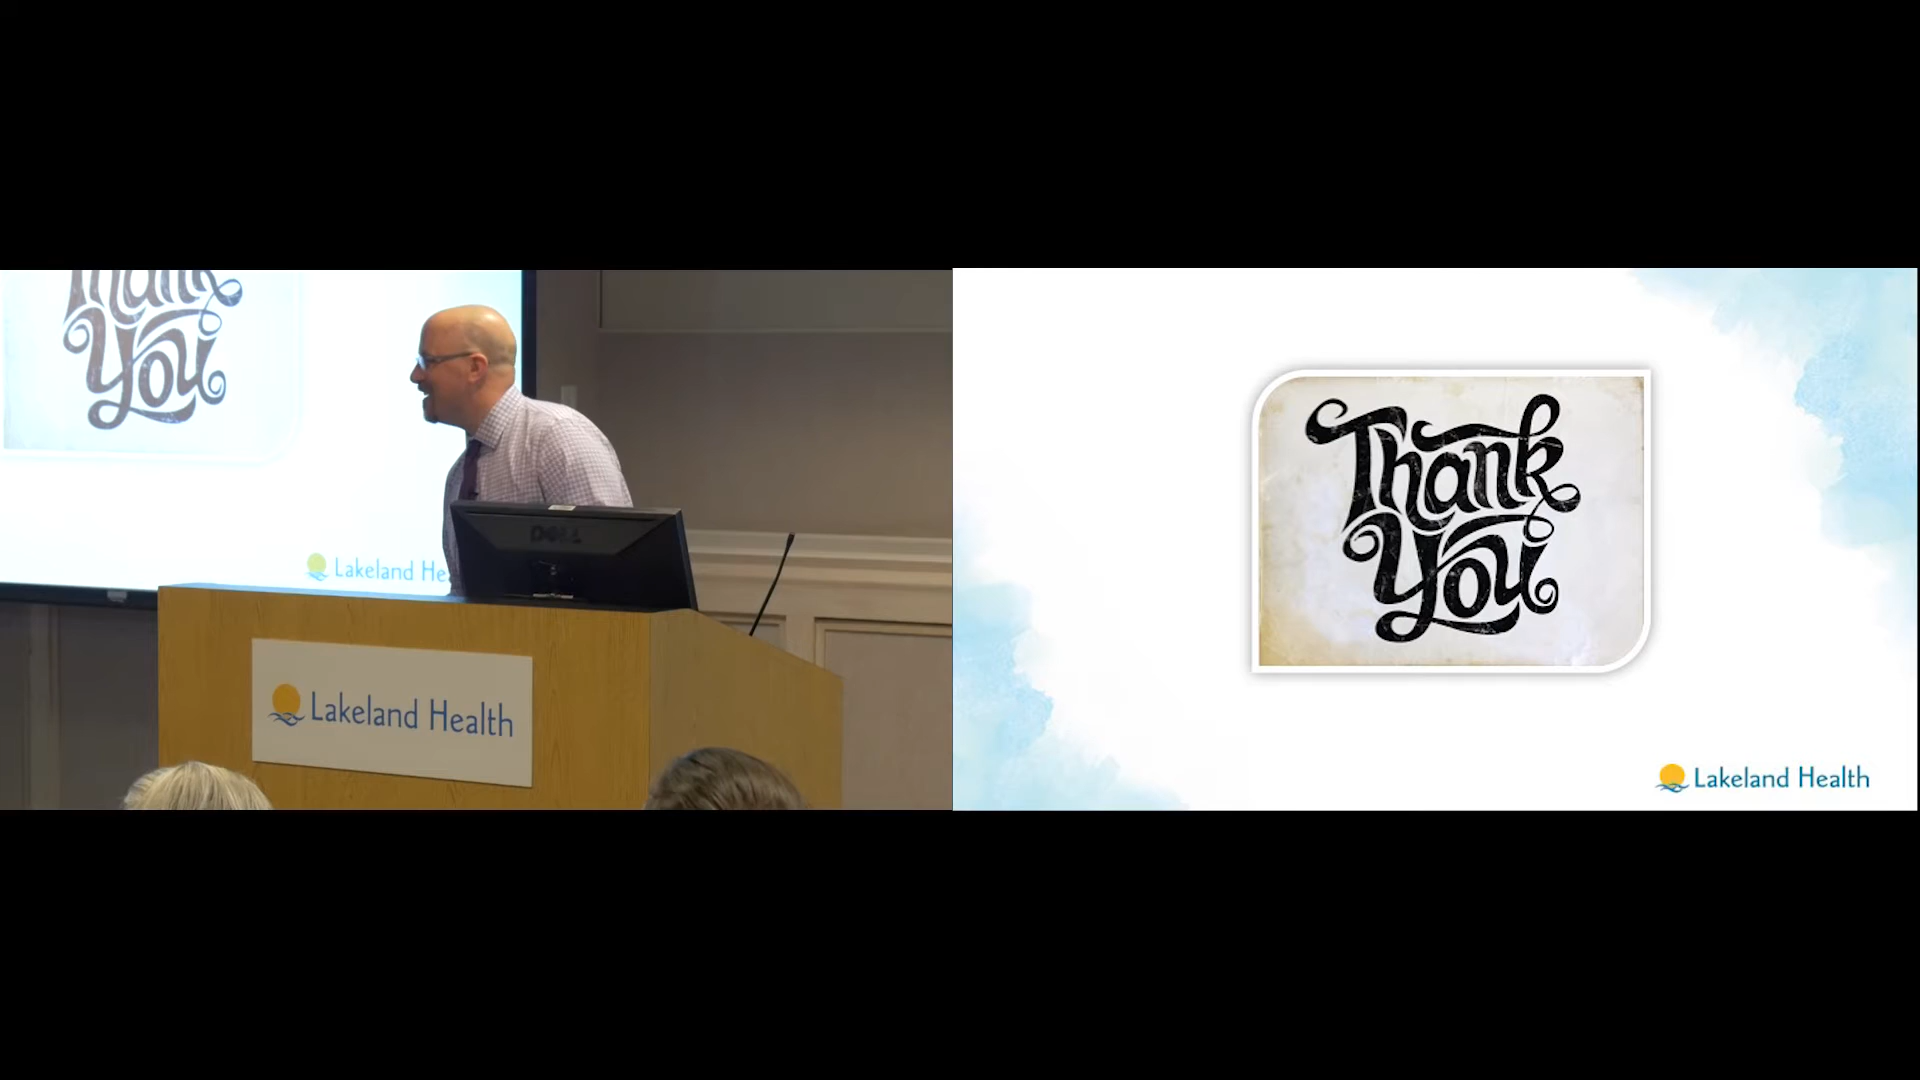 Thank
You
Lakeland He
DELL
Lakeland Health
Thank
You
Lakeland Health